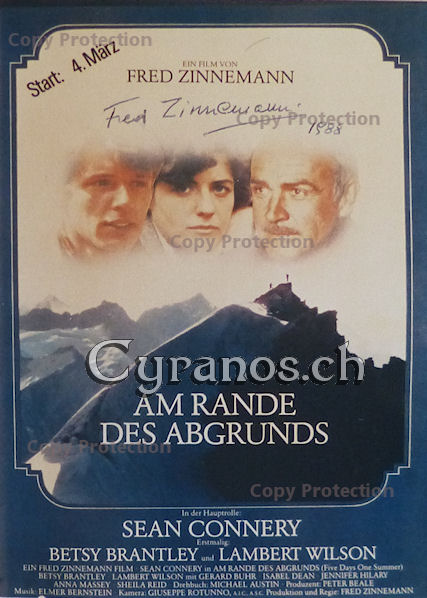 Copy Protection
Start: 4. März
EIN FILM VON
FRED ZINNEMANN
Fred Zinnemann
Copy Protection
1988
Copy Protection
Cyranos.ch
AM RANDE
DES ABGRUNDS
Copy Protection
Copy Protection
In der Hauptrolle:
SEAN CONNERY
Erstmalig:
BETSY BRANTLEY und LAMBERT WILSON
EIN FRED ZINNEMANN FILM · SEAN CONNERY in AM RANDE DES ABGRUNDS (Five Days One Summer)
BETSY BRANTLEY · LAMBERT WILSON mit GERARD BUHR · ISABEL DEAN · JENNIFER HILARY
ANNA MASSEY · SHEILA REID · Drehbuch: MICHAEL AUSTIN · Produzent: PETER BEALE
Musik: ELMER BERNSTEIN · Kamera: GIUSEPPE ROTUNNO, A.I.C., A.S.C. Produktion und Regie: FRED ZINNEMANN